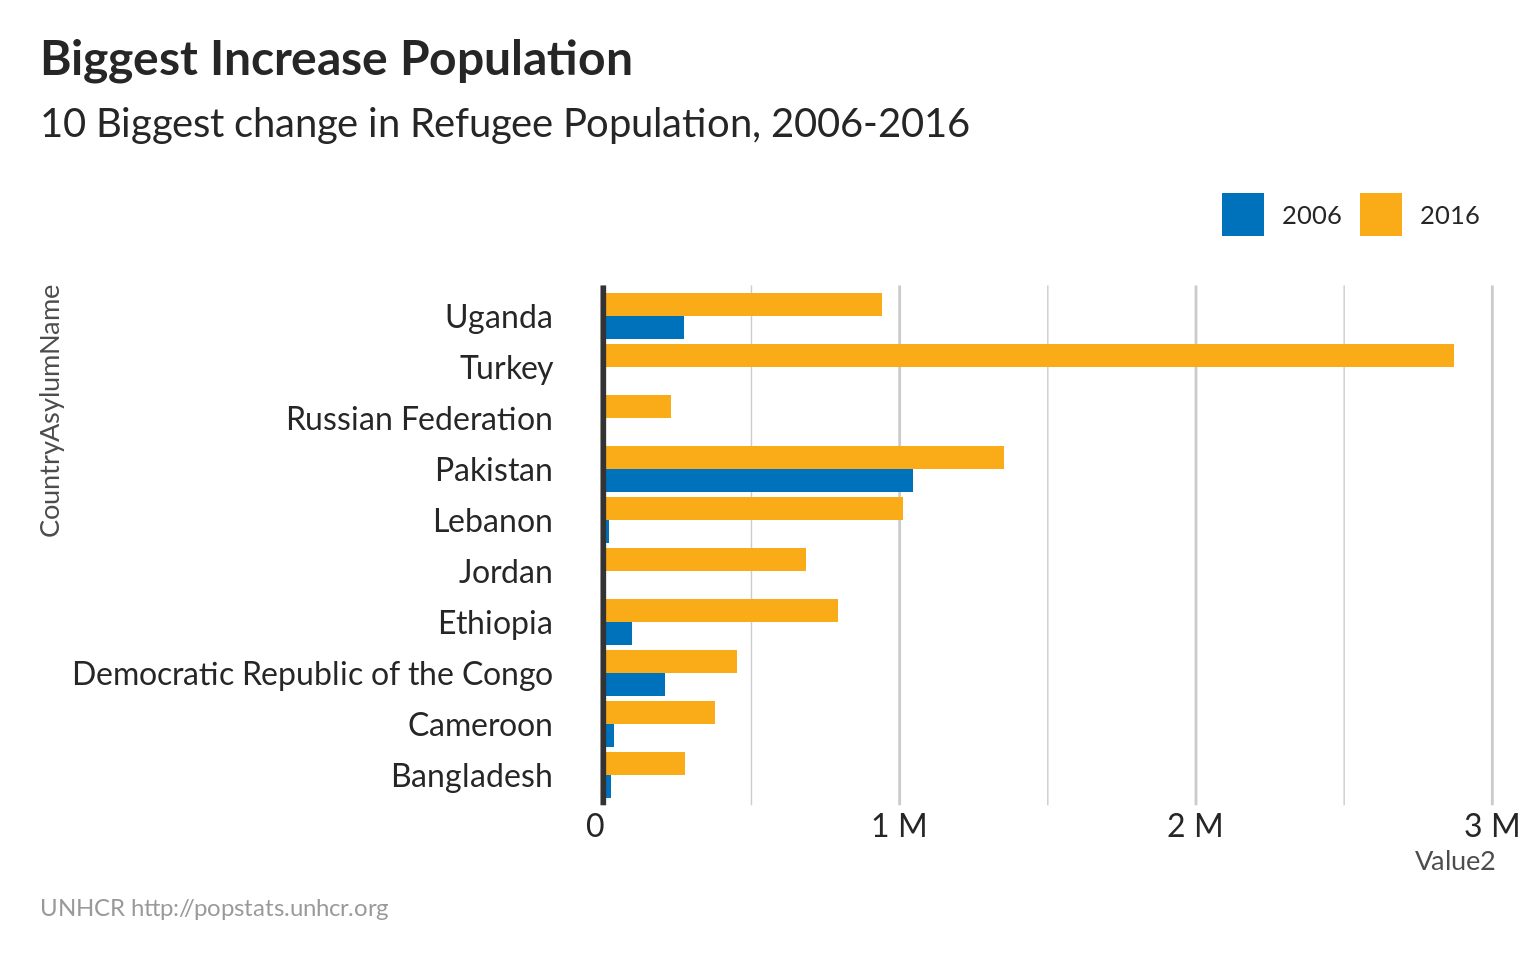 Biggest Increase Population
10 Biggest change in Refugee Population, 2006-2016
2006 2016
CountryAsylumName
Uganda
Turkey
Russian Federation
Pakistan
Lebanon
Jordan
Ethiopia
Democratic Republic of the Congo
Cameroon
Bangladesh
0 1 M 2 M 3 M
Value2
UNHCR http://popstats.unhcr.org